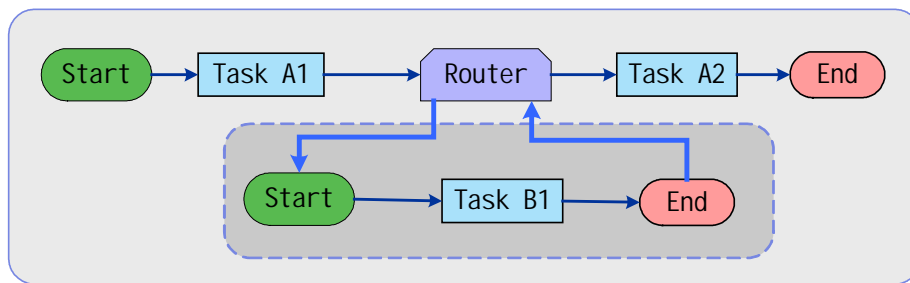 Start
Task A1
Router
Task A2
End
Start
Task B1
End